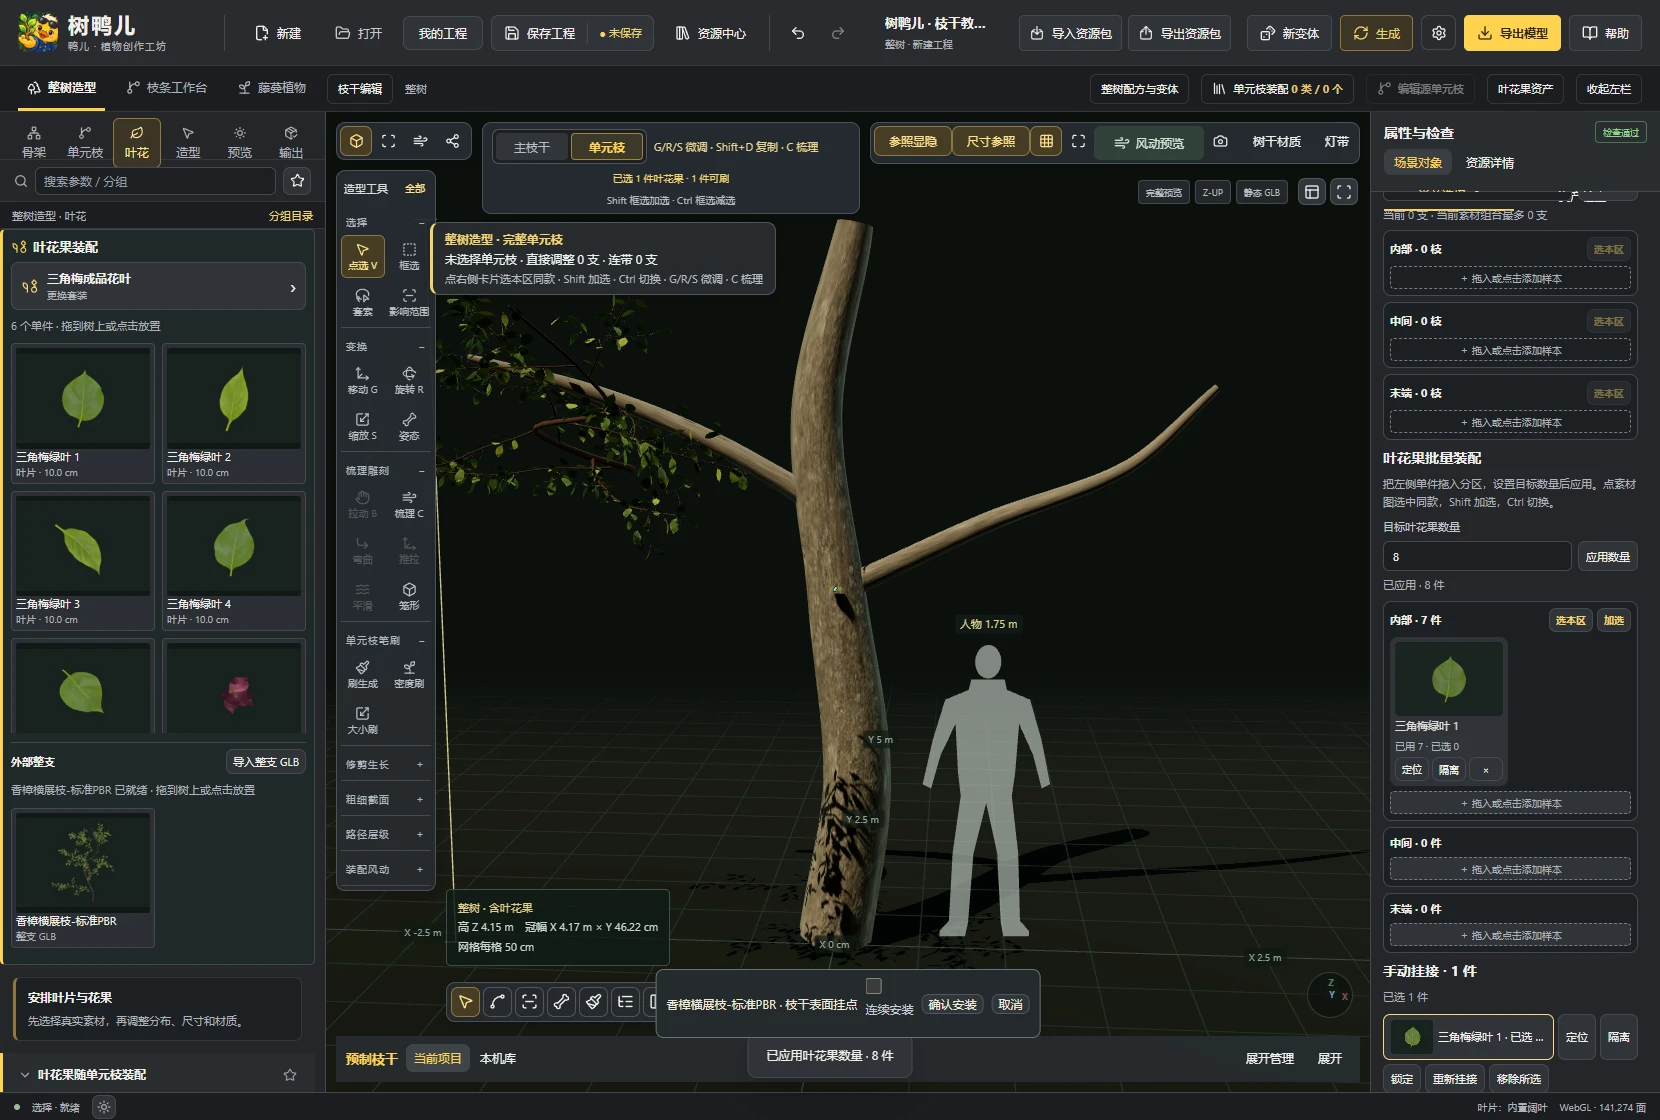 树鸭儿
鸭儿 · 植物创作工坊
新建
打开
我的工程
保存工程
未保存
资源中心
树鸭儿 · 枝干教...
整树 · 新建工程
导入资源包
导出资源包
新变体
生成
导出模型
帮助
整树造型
枝条工作台
藤蔓植物
枝干编辑
整树
整树配方与变体
单元枝装配 0 类 / 0 个
编辑源单元枝
叶花果资产
收起左栏
骨架
单元枝
叶花
造型
预览
输出
搜索参数 / 分组
整树造型 · 叶花
分组目录
叶花果装配
三角梅成品花叶
更换套装
6 个单件 · 拖到树上或点击放置
三角梅绿叶 1
叶片 · 10.0 cm
三角梅绿叶 2
叶片 · 10.0 cm
三角梅绿叶 3
叶片 · 10.0 cm
三角梅绿叶 4
叶片 · 10.0 cm
外部整支
导入整支 GLB
香樟横展枝-标准PBR 已就绪 · 拖到树上或点击放置
香樟横展枝-标准PBR
整支 GLB
安排叶片与花果
先选择真实素材，再调整分布、尺寸和材质。
叶花果随单元枝装配
选择 · 就绪
主枝干
单元枝
G/R/S 微调 · Shift+D 复制 · C 梳理
已选 1 件叶花果 · 1 件可刷
Shift 框选加选 · Ctrl 框选减选
参照显隐
尺寸参照
风动预览
树干材质
灯带
完整预览
Z-UP
静态 GLB
造型工具
全部
选择
点选 V
框选
套索
影响范围
变换
移动 G
旋转 R
缩放 S
姿态
梳理雕刻
拉动 B
梳理 C
弯曲
推拉
平滑
笼形
单元枝笔刷
刷生成
密度刷
大小刷
修剪生长 +
粗细截面 +
路径层级 +
装配风动 +
整树造型 · 完整单元枝
未选择单元枝 · 直接调整 0 支 · 连带 0 支
点右侧卡片选本区同款 · Shift 加选 · Ctrl 切换 · G/R/S 微调 · C 梳理
人物 1.75 m
Y 5 m
Y 2.5 m
X -2.5 m
X 0 cm
X 2.5 m
整树 · 含叶花果
高 Z 4.15 m 冠幅 X 4.17 m × Y 46.22 cm
网格每格 50 cm
Z
Y
X
香樟横展枝-标准PBR · 枝干表面挂点
连续安装
确认安装
取消
已应用叶花果数量 · 8 件
预制枝干
当前项目
本机库
展开管理
展开
属性与检查
检查通过
场景对象
资源详情
当前 0 支 · 当前素材组合最多 0 支
内部 · 0 枝
选本区
+ 拖入或点击添加样本
中间 · 0 枝
选本区
+ 拖入或点击添加样本
末端 · 0 枝
选本区
+ 拖入或点击添加样本
叶花果批量装配
把左侧单件拖入分区，设置目标数量后应用。点素材
图选中同款，Shift 加选，Ctrl 切换。
目标叶花果数量
8
应用数量
已应用 · 8 件
内部 · 7 件
选本区
加选
三角梅绿叶 1
已用 7 · 已选 0
定位
隔离
×
+ 拖入或点击添加样本
中间 · 0 件
+ 拖入或点击添加样本
末端 · 0 件
+ 拖入或点击添加样本
手动挂接 · 1 件
已选 1 件
三角梅绿叶 1 · 已选 ...
定位
隔离
锁定
重新挂接
移除所选
叶片：内置阔叶
WebGL · 141,274 面